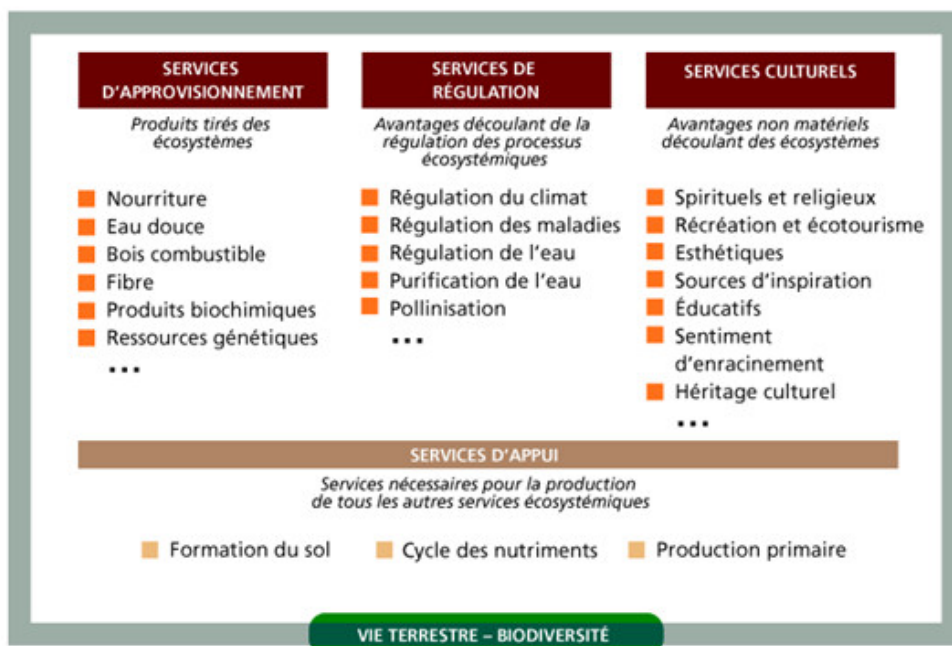 SERVICES
D'APPROVISIONNEMENT
Produits tirés des
écosystèmes
Nourriture
Eau douce
Bois combustible
Fibre
Produits biochimiques
Ressources génétiques
...
SERVICES DE
RÉGULATION
Avantages découlant de la
régulation des processus
écosystémiques
Régulation du climat
Régulation des maladies
Régulation de l'eau
Purification de l'eau
Pollinisation
...
SERVICES CULTURELS
Avantages non matériels
découlant des écosystèmes
Spirituels et religieux
Récréation et écotourisme
Esthétiques
Sources d'inspiration
Éducatifs
Sentiment
d'enracinement
Héritage culturel
...
SERVICES D'APPUI
Services nécessaires pour la production
de tous les autres services écosystémiques
Formation du sol
Cycle des nutriments
Production primaire
VIE TERRESTRE – BIODIVERSITÉ